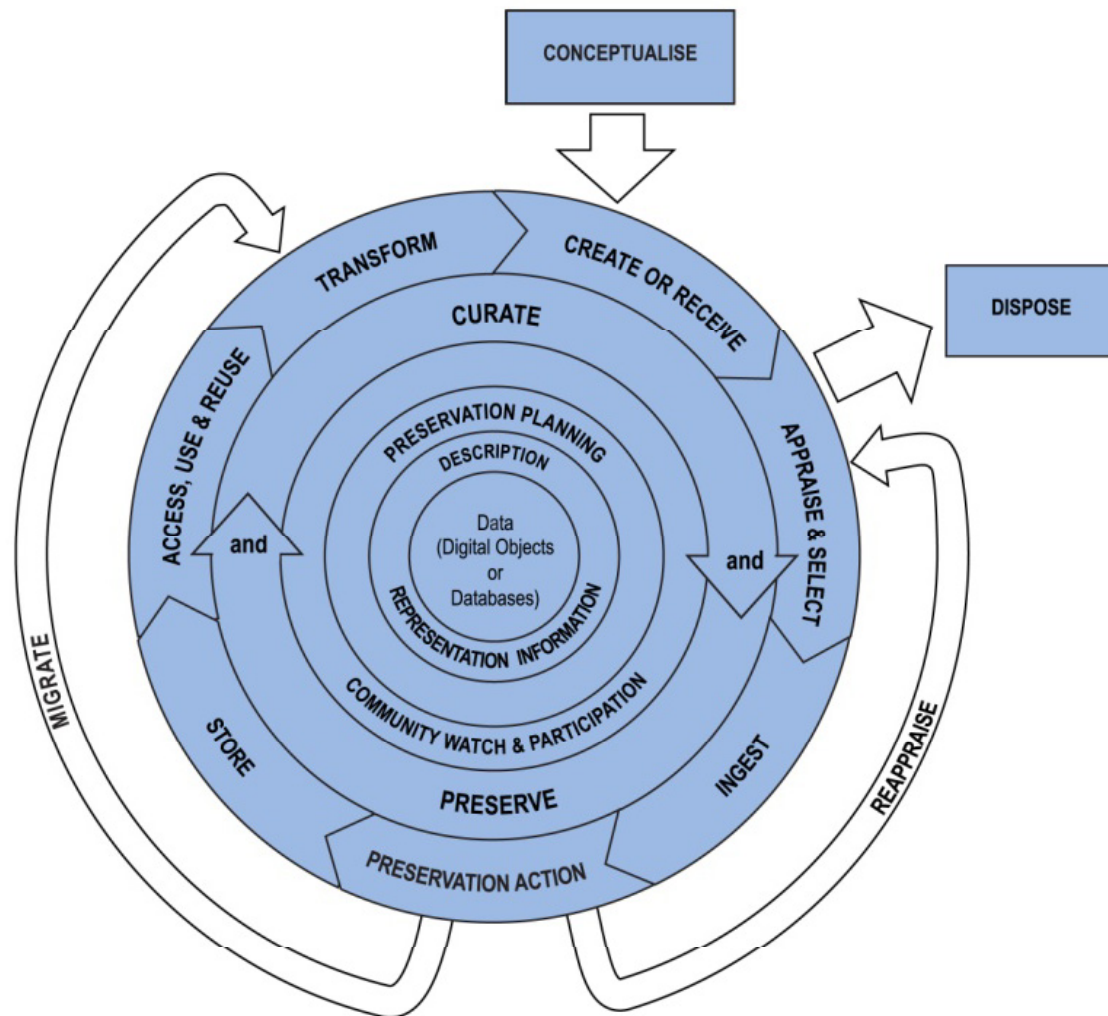 CONCEPTUALISE
TRANSFORM
CREATE OR RECEIVE
DISPOSE
CURATE
ACCESS, USE & REUSE
PRESERVATION PLANNING
DESCRIPTION
APPRAISE & SELECT
Data
(Digital Objects
or
Databases)
and
and
REPRESENTATION INFORMATION
MIGRATE
COMMUNITY WATCH & PARTICIPATION
STORE
INGEST
REAPPRAISE
PRESERVE
PRESERVATION ACTION